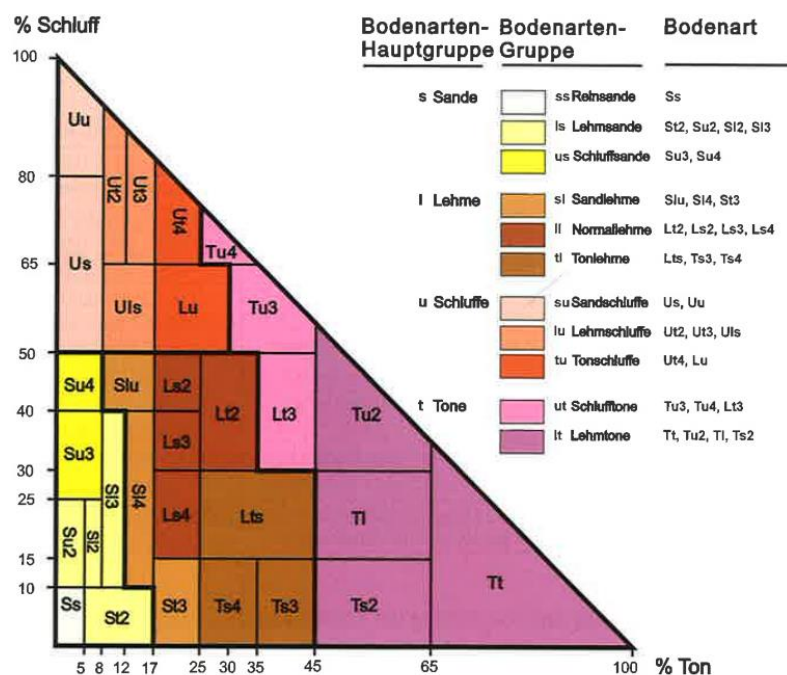 % Schluff
100
80
65
50
40
30
25
15
10
Uu
Ut2
Ut3
Us
Ut4
Tu4
Uls
Lu
Tu3
Su4
Slu
Ls2
Lt2
Lt3
Tu2
Su3
Sl3
Sl4
Ls3
Su2
Sl2
Ls4
Lts
Tl
Tt
Ss
St2
St3
Ts4
Ts3
Ts2
5 8 12 17 25 30 35 45 65 100
% Ton
Bodenarten-
Hauptgruppe
Bodenarten-
Gruppe
Bodenart
s Sande
ss Reinsande Ss
ls Lehmsande St2, Su2, Sl2, Sl3
us Schluffsande Su3, Su4
l Lehme
sl Sandlehme Slu, Sl4, St3
ll Normallehme Lt2, Ls2, Ls3, Ls4
tl Tonlehme Lts, Ts3, Ts4
u Schluffe
su Sandschluffe Us, Uu
lu Lehmschluffe Ut2, Ut3, Uls
tu Tonschluffe Ut4, Lu
t Tone
ut Schlufftone Tu3, Tu4, Lt3
lt Lehmtone Tt, Tu2, Tl, Ts2